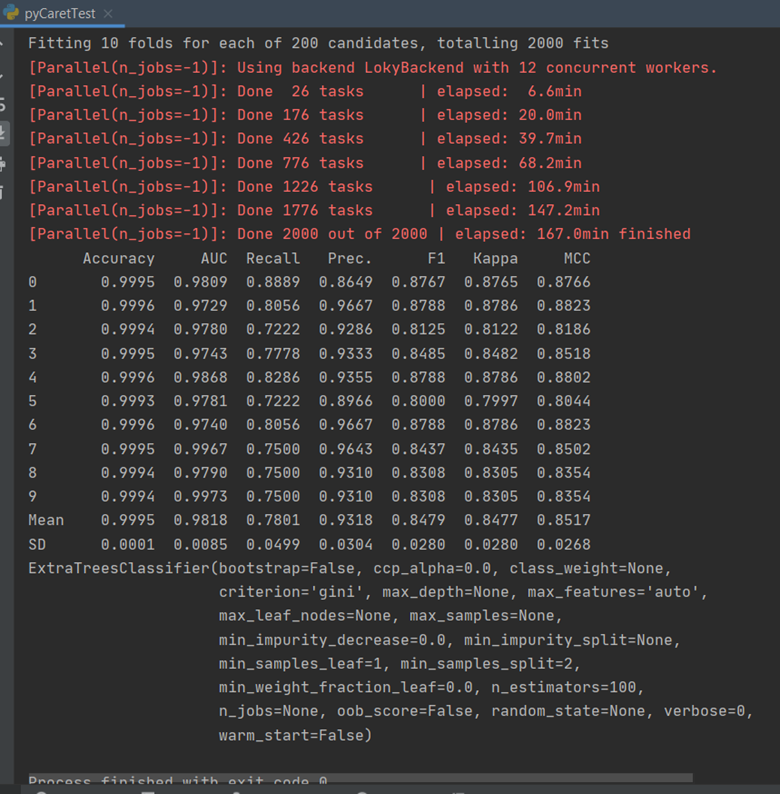 pyCaretTest ×
Fitting 10 folds for each of 200 candidates, totalling 2000 fits
[Parallel(n_jobs=-1)]: Using backend LokyBackend with 12 concurrent workers.
[Parallel(n_jobs=-1)]: Done  26 tasks      | elapsed:  6.6min
[Parallel(n_jobs=-1)]: Done 176 tasks      | elapsed: 20.0min
[Parallel(n_jobs=-1)]: Done 426 tasks      | elapsed: 39.7min
[Parallel(n_jobs=-1)]: Done 776 tasks      | elapsed: 68.2min
[Parallel(n_jobs=-1)]: Done 1226 tasks      | elapsed: 106.9min
[Parallel(n_jobs=-1)]: Done 1776 tasks      | elapsed: 147.2min
[Parallel(n_jobs=-1)]: Done 2000 out of 2000 | elapsed: 167.0min finished
Accuracy AUC Recall Prec. F1 Kappa MCC
0 0.9995 0.9809 0.8889 0.8649 0.8767 0.8765 0.8766
1 0.9996 0.9729 0.8056 0.9667 0.8788 0.8786 0.8823
2 0.9994 0.9780 0.7222 0.9286 0.8125 0.8122 0.8186
3 0.9995 0.9743 0.7778 0.9333 0.8485 0.8482 0.8518
4 0.9996 0.9868 0.8286 0.9355 0.8788 0.8786 0.8802
5 0.9993 0.9781 0.7222 0.8966 0.8000 0.7997 0.8044
6 0.9996 0.9740 0.8056 0.9667 0.8788 0.8786 0.8823
7 0.9995 0.9967 0.7500 0.9643 0.8437 0.8435 0.8502
8 0.9994 0.9790 0.7500 0.9310 0.8308 0.8305 0.8354
9 0.9994 0.9973 0.7500 0.9310 0.8308 0.8305 0.8354
Mean 0.9995 0.9818 0.7801 0.9318 0.8479 0.8477 0.8517
SD 0.0001 0.0085 0.0499 0.0304 0.0280 0.0280 0.0268
ExtraTreesClassifier(bootstrap=False, ccp_alpha=0.0, class_weight=None,
criterion='gini', max_depth=None, max_features='auto',
max_leaf_nodes=None, max_samples=None,
min_impurity_decrease=0.0, min_impurity_split=None,
min_samples_leaf=1, min_samples_split=2,
min_weight_fraction_leaf=0.0, n_estimators=100,
n_jobs=None, oob_score=False, random_state=None, verbose=0,
warm_start=False)
Process finished with exit code 0